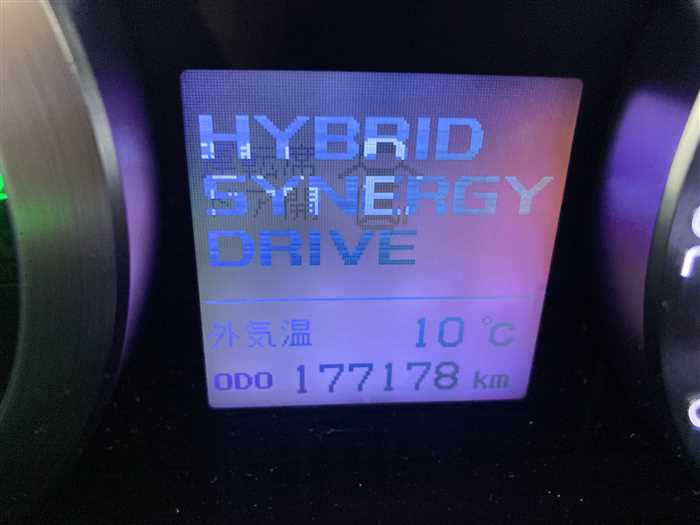 HYBRID
SYNERGY
DRIVE
外気温 10℃
ODO 177178 km